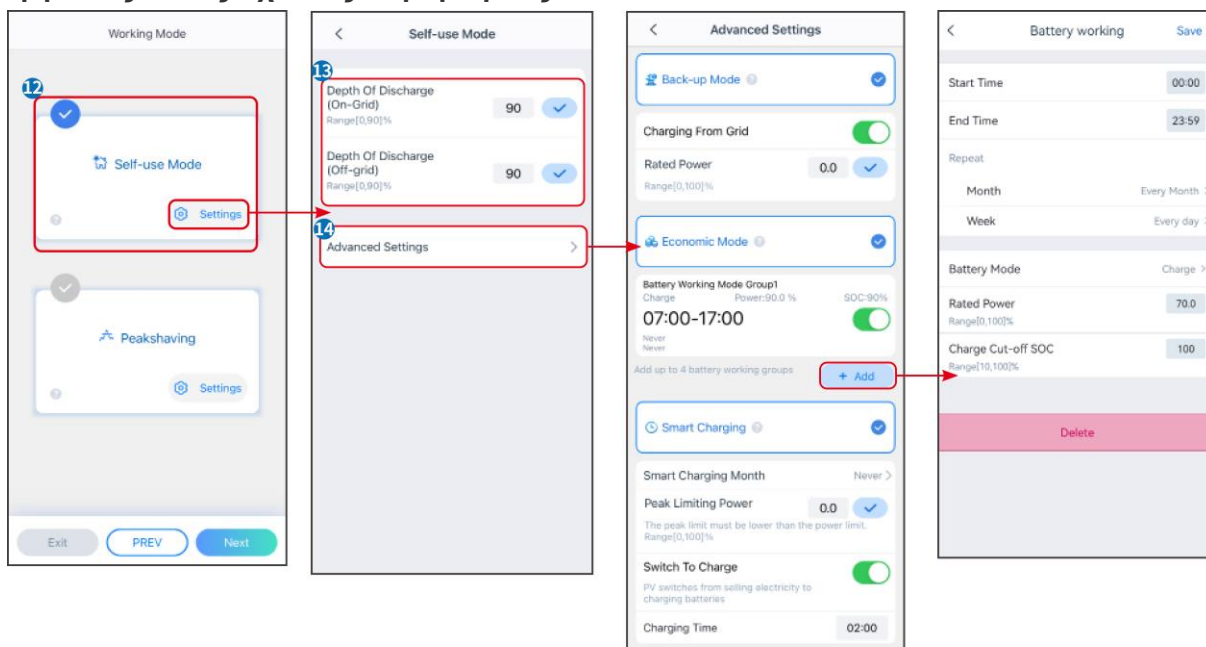 Working Mode
12
Self-use Mode
Settings
Peakshaving
Settings
Exit
PREV
Next
Self-use Mode
13
Depth Of Discharge
(On-Grid)
90
Range[0,90]%
Depth Of Discharge
(Off-grid)
90
Range[0,90]%
14
Advanced Settings
Advanced Settings
Back-up Mode
Charging From Grid
Rated Power
0.0
Range[0,100]%
Economic Mode
Battery Working Mode Group1
Charge Power:90.0 % SOC:90%
07:00-17:00
Never
Never
Add up to 4 battery working groups
+ Add
Smart Charging
Smart Charging Month Never
Peak Limiting Power
0.0
The peak limit must be lower than the power limit.
Range[0,100]%
Switch To Charge
PV switches from selling electricity to
charging batteries
Charging Time 02:00
Battery working Save
Start Time 00:00
End Time 23:59
Repeat
Month Every Month
Week Every day
Battery Mode Charge
Rated Power 70.0
Range[0,100]%
Charge Cut-off SOC 100
Range[10,100]%
Delete